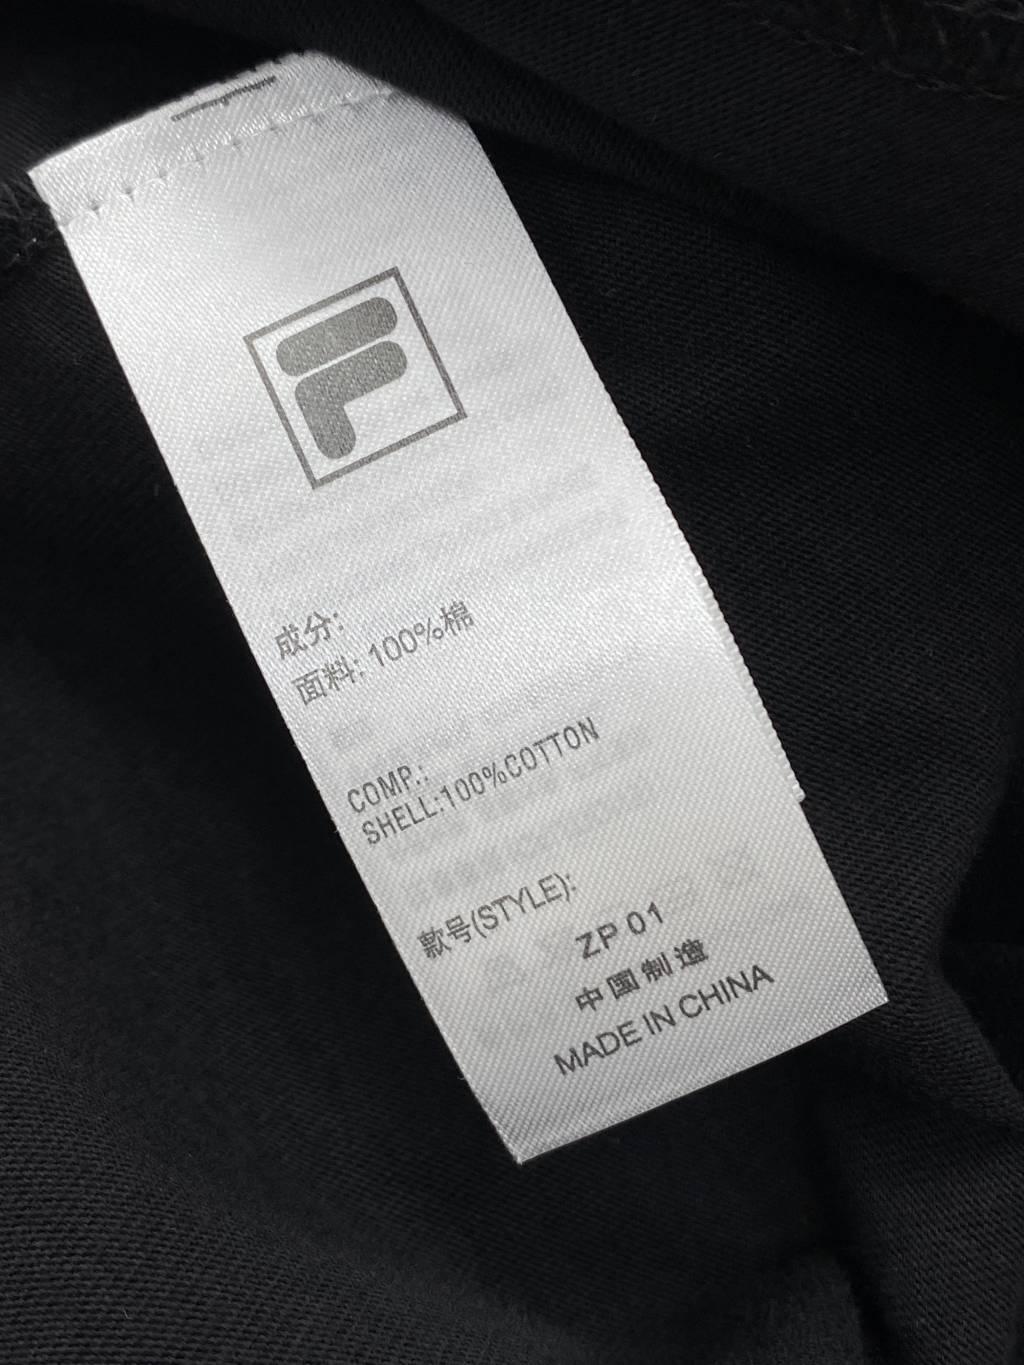 F
成分:
面料: 100%棉
COMP.:
SHELL:100%COTTON
款号(STYLE):
ZP 01
中国制造
MADE IN CHINA